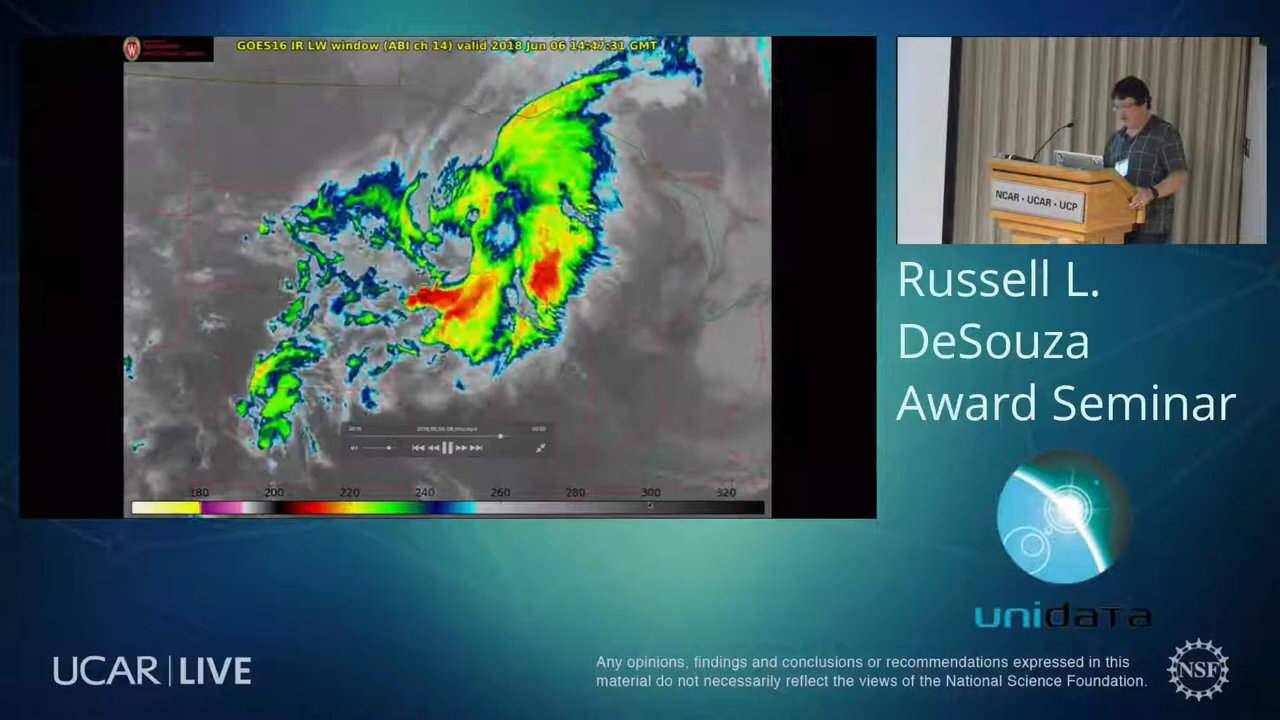 GOES16 IR LW window (ABI ch 14) valid 2018 Jun 06 14:47:31 GMT
180 200 220 240 260 280 300 320
NCAR • UCAR • UCP
Russell L.
DeSouza
Award Seminar
unidata
UCAR | LIVE
Any opinions, findings and conclusions or recommendations expressed in this
material do not necessarily reflect the views of the National Science Foundation.
NSF